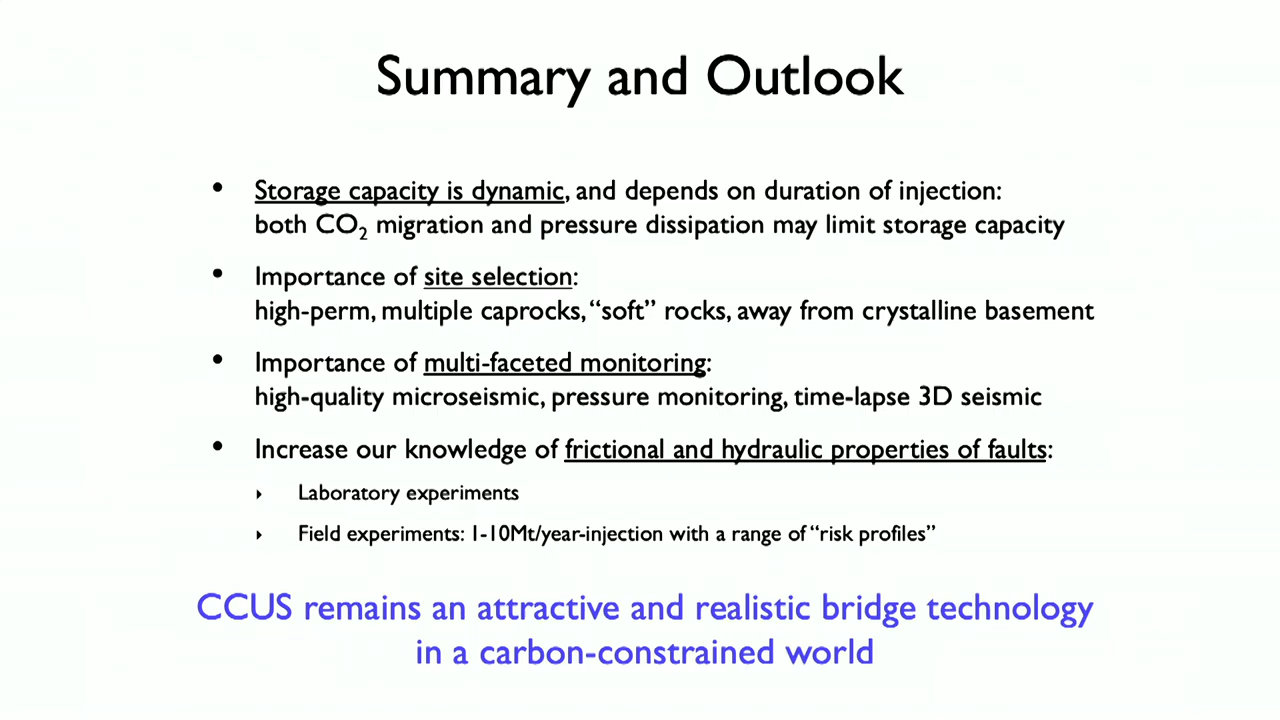 Summary and Outlook
• Storage capacity is dynamic, and depends on duration of injection:
both CO₂ migration and pressure dissipation may limit storage capacity
• Importance of site selection:
high-perm, multiple caprocks, “soft” rocks, away from crystalline basement
• Importance of multi-faceted monitoring:
high-quality microseismic, pressure monitoring, time-lapse 3D seismic
• Increase our knowledge of frictional and hydraulic properties of faults:
‣ Laboratory experiments
‣ Field experiments: 1-10Mt/year-injection with a range of “risk profiles”
CCUS remains an attractive and realistic bridge technology
in a carbon-constrained world